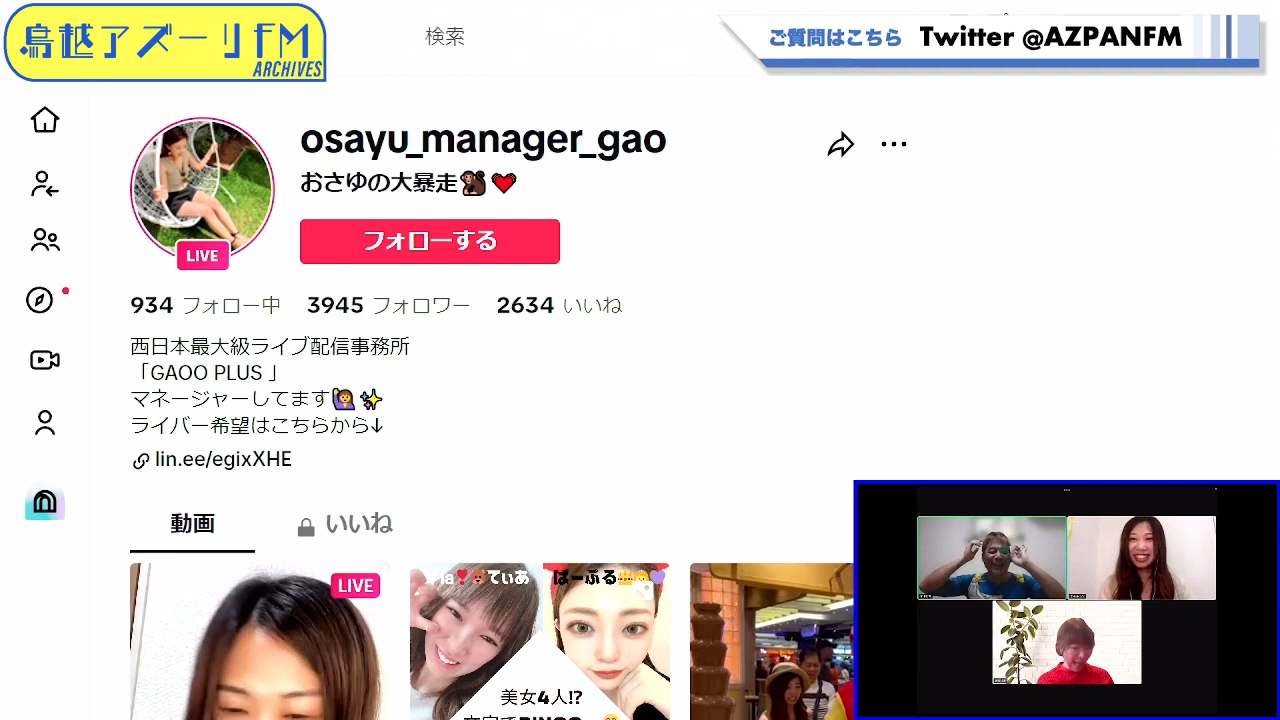 鳥越アズーリFM
ARCHIVES
検索
ご質問はこちら Twitter @AZPANFM
osayu_manager_gao
おさゆの大暴走🐒💓
フォローする
LIVE
934 フォロー中 3945 フォロワー 2634 いいね
西日本最大級ライブ配信事務所
「GAOO PLUS 」
マネージャーしてます🙋‍♀️✨
ライバー希望はこちらから↓
lin.ee/egixXHE
動画 いいね
LIVE
てぃあ
ぱーぷる
美女4人!?